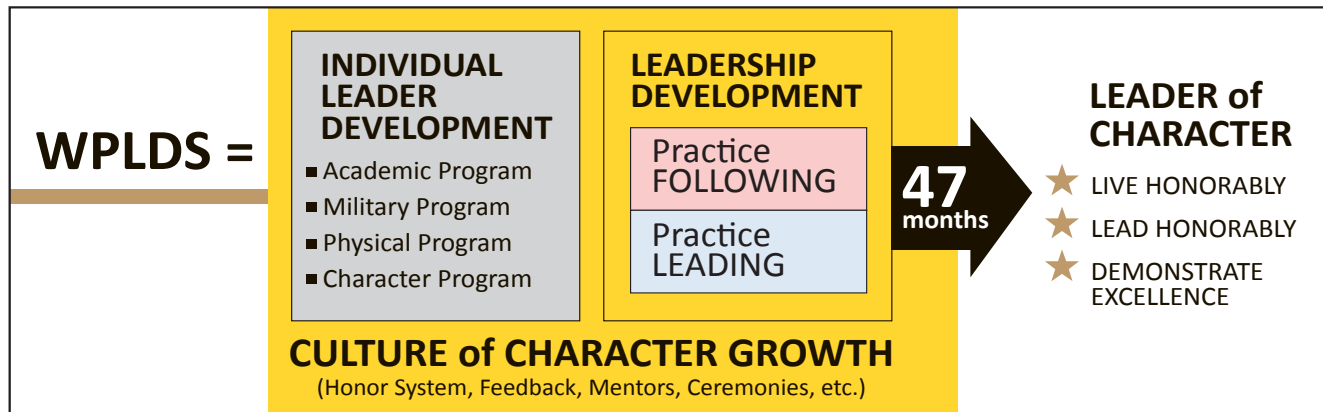 WPLDS =
INDIVIDUAL
LEADER
DEVELOPMENT
▪ Academic Program
▪ Military Program
▪ Physical Program
▪ Character Program
LEADERSHIP
DEVELOPMENT
Practice
FOLLOWING
Practice
LEADING
CULTURE of CHARACTER GROWTH
(Honor System, Feedback, Mentors, Ceremonies, etc.)
47
months
LEADER of
CHARACTER
LIVE HONORABLY
LEAD HONORABLY
DEMONSTRATE
EXCELLENCE